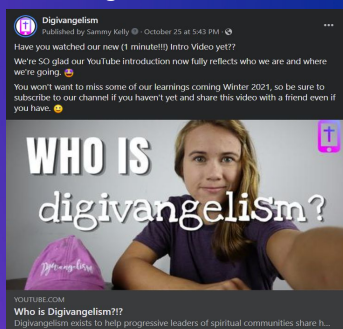 Digivangelism
Published by Sammy Kelly · October 25 at 5:43 PM ·
Have you watched our new (1 minute!!!) Intro Video yet??
We're SO glad our YouTube introduction now fully reflects who we are and where
we're going. 🤩
You won't want to miss some of our learnings coming Winter 2021, so be sure to
subscribe to our channel if you haven't yet and share this video with a friend even if
you have. 😀
WHO IS
digivangelism?
Digivangelism
YOUTUBE.COM
Who is Digivangelism?!?
Digivangelism exists to help progressive leaders of spiritual communities share h...